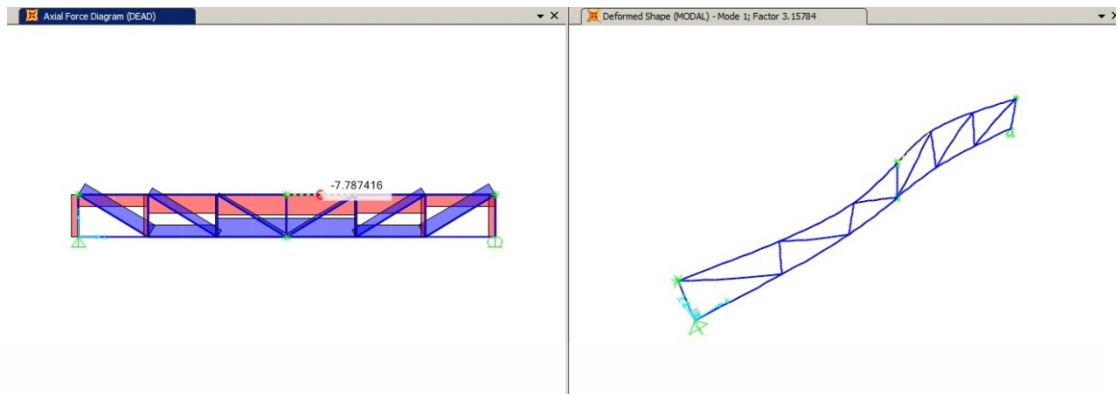 Axial Force Diagram (DEAD)
Deformed Shape (MODAL) - Mode 1; Factor 3.15784
-7.787416